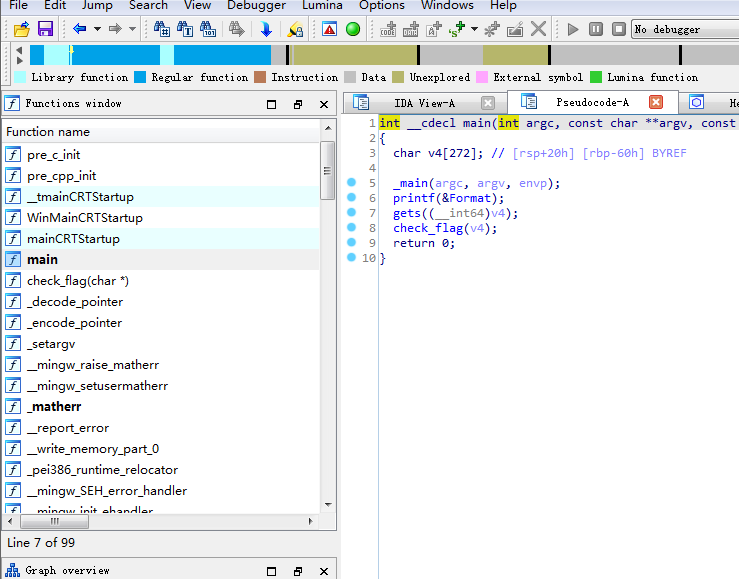 File Edit Jump Search View Debugger Lumina Options Windows Help
No debugger
Library function Regular function Instruction Data Unexplored External symbol Lumina function
Functions window
IDA View-A Pseudocode-A
Function name
pre_c_init
pre_cpp_init
__tmainCRTStartup
WinMainCRTStartup
mainCRTStartup
main
check_flag(char *)
_decode_pointer
_encode_pointer
_setargv
__mingw_raise_matherr
__mingw_setusermatherr
_matherr
__report_error
__write_memory_part_0
_pei386_runtime_relocator
__mingw_SEH_error_handler
__mingw_init_ehandler
Line 7 of 99
Graph overview
1 int __cdecl main(int argc, const char **argv, const
2 {
3 char v4[272]; // [rsp+20h] [rbp-60h] BYREF
4
5 _main(argc, argv, envp);
6 printf(&Format);
7 gets((__int64)v4);
8 check_flag(v4);
9 return 0;
10 }